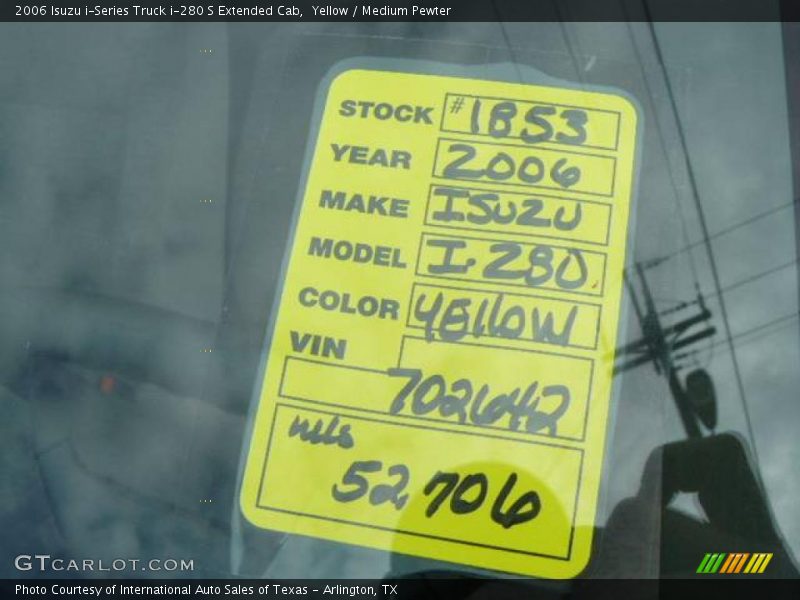 2006 Isuzu i-Series Truck i-280 S Extended Cab, Yellow / Medium Pewter
STOCK #1853
YEAR 2006
MAKE ISUZU
MODEL I-280
COLOR YEllOW
VIN
702642
mls
52706
GTCARLOT.COM
Photo Courtesy of International Auto Sales of Texas - Arlington, TX